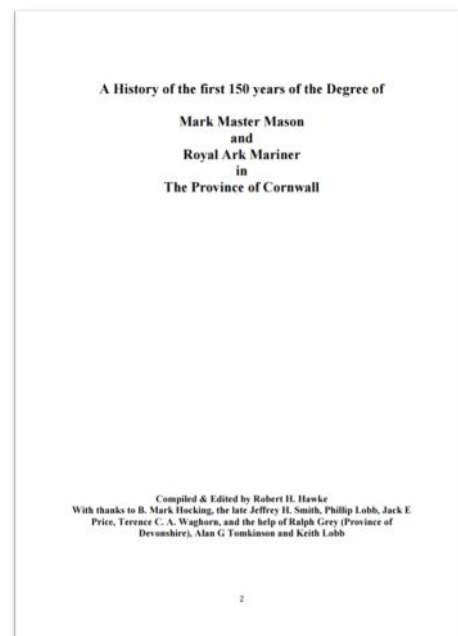 A History of the first 150 years of the Degree of
Mark Master Mason
and
Royal Ark Mariner
in
The Province of Cornwall
Compiled & Edited by Robert H. Hawke
With thanks to B. Mark Hocking, the late Jeffrey H. Smith, Phillip Lobb, Jack E
Price, Terence C. A. Waghorn, and the help of Ralph Grey (Province of
Devonshire), Alan G Tomkinson and Keith Lobb
2